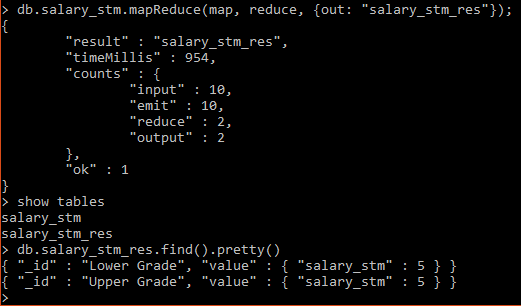 > db.salary_stm.mapReduce(map, reduce, {out: "salary_stm_res"});
{
        "result" : "salary_stm_res",
        "timeMillis" : 954,
        "counts" : {
                "input" : 10,
                "emit" : 10,
                "reduce" : 2,
                "output" : 2
        },
        "ok" : 1
}
> show tables
salary_stm
salary_stm_res
> db.salary_stm_res.find().pretty()
{ "_id" : "Lower Grade", "value" : { "salary_stm" : 5 } }
{ "_id" : "Upper Grade", "value" : { "salary_stm" : 5 } }
>